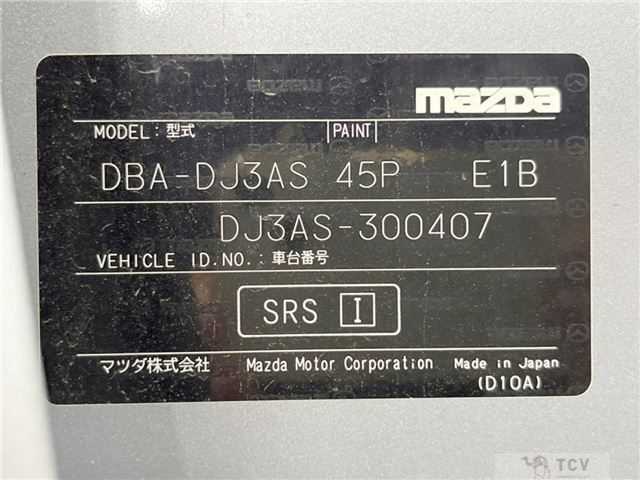 mazda
MODEL: 型式 |PAINT|
DBA-DJ3AS 45P E1B
DJ3AS-300407
VEHICLE ID.NO.: 車台番号
SRS I
マツダ株式会社 Mazda Motor Corporation Made in Japan
(D10A)
TCV